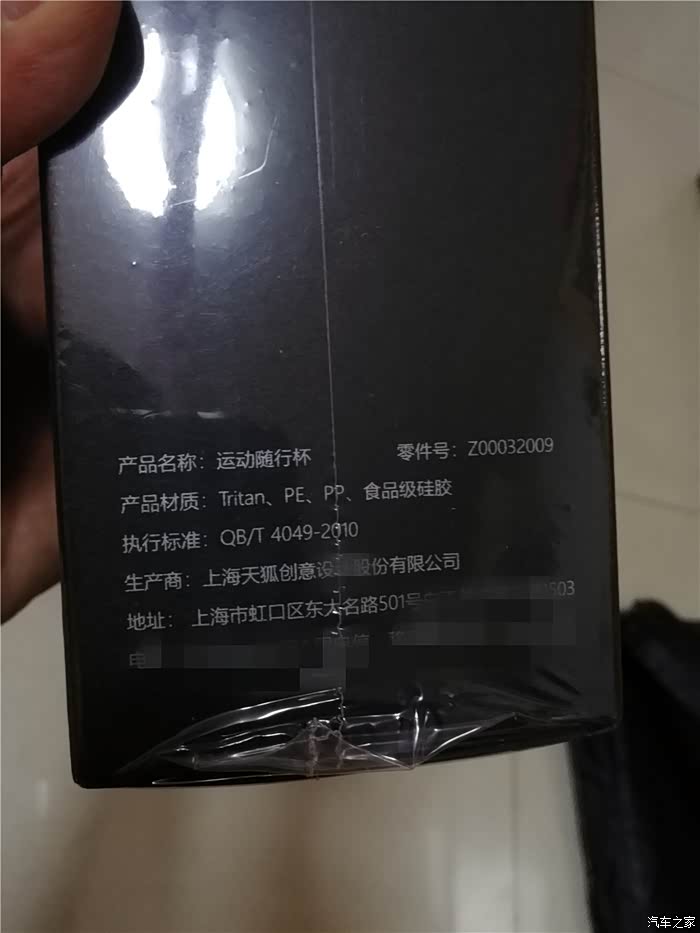 产品名称：运动随行杯 零件号：Z00032009
产品材质：Tritan、PE、PP、食品级硅胶
执行标准：QB/T 4049-2010
生产商：上海天狐创意设 股份有限公司
地址： 上海市虹口区东大名路501号 503
电
汽车之家